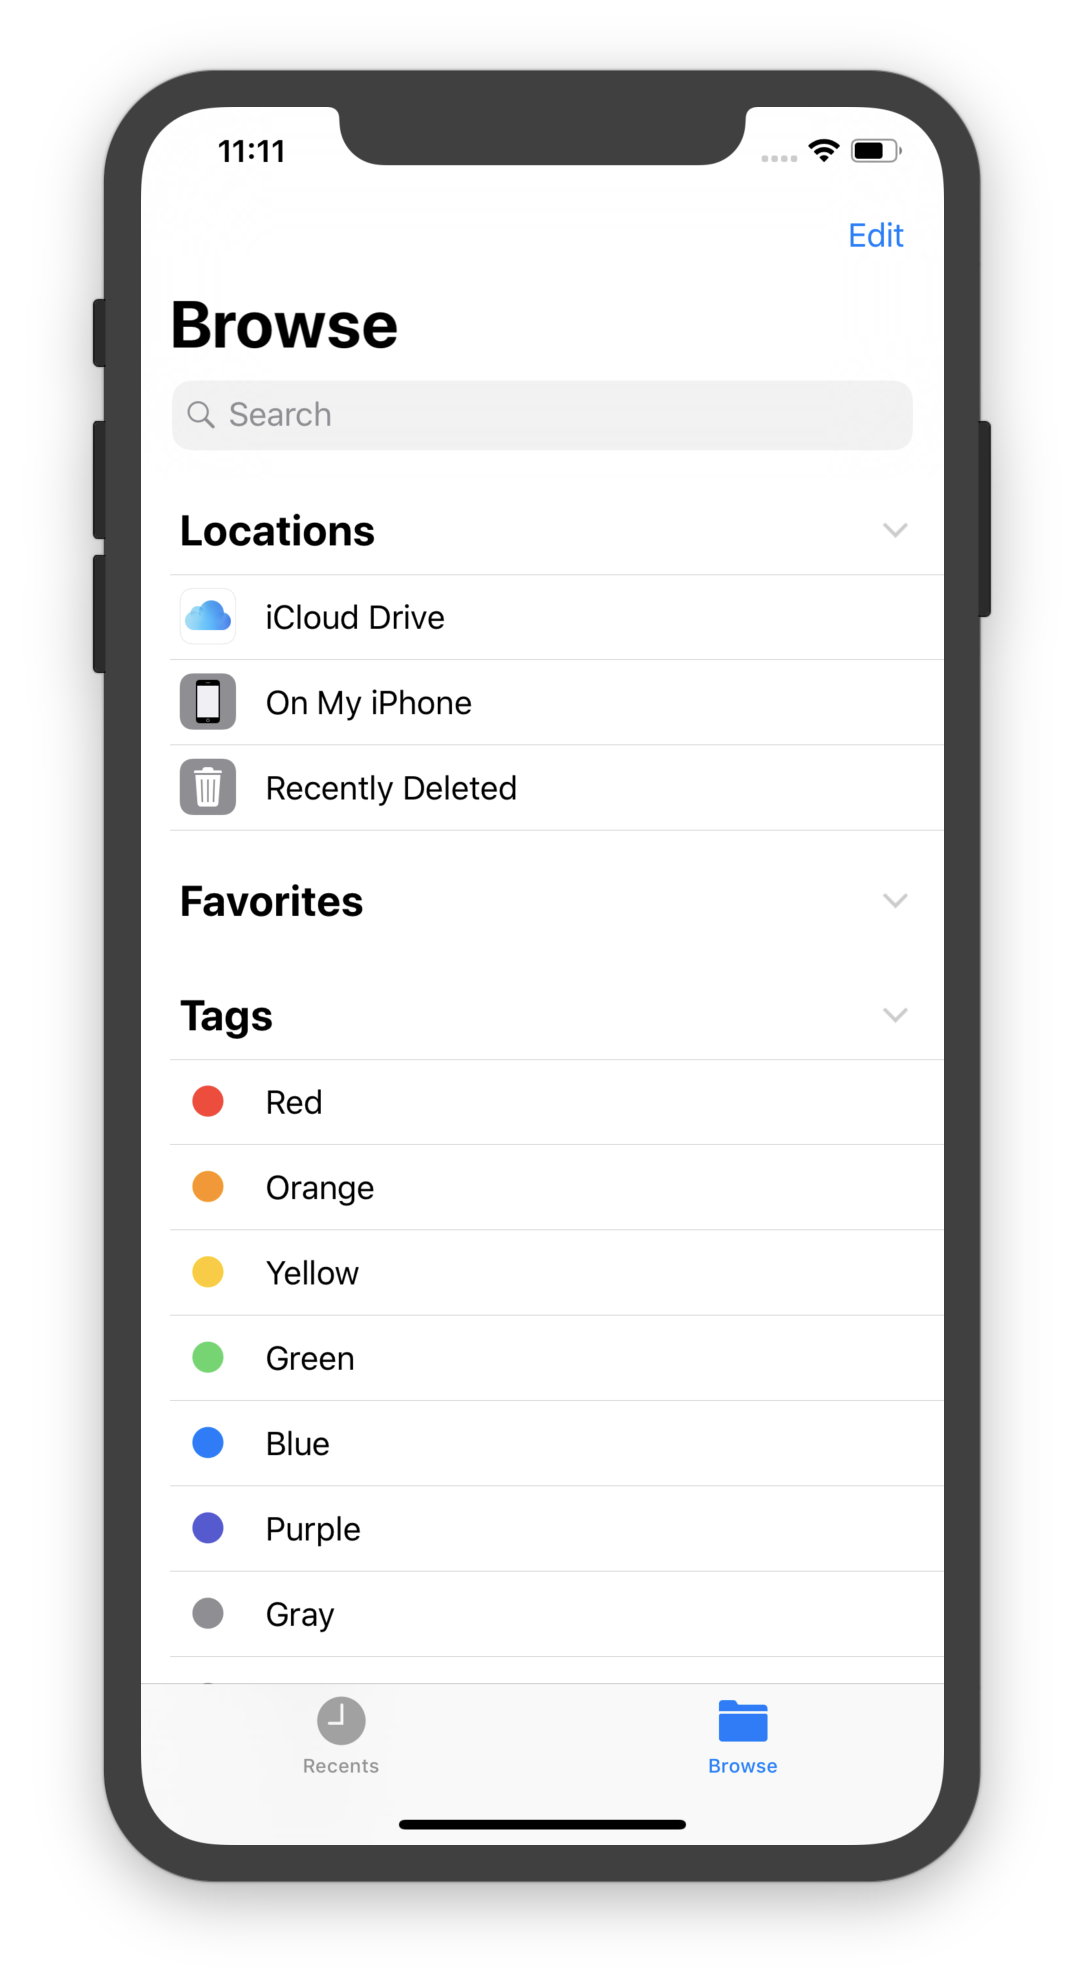 11:11
Edit
Browse
Search
Locations
iCloud Drive
On My iPhone
Recently Deleted
Favorites
Tags
Red
Orange
Yellow
Green
Blue
Purple
Gray
Recents
Browse